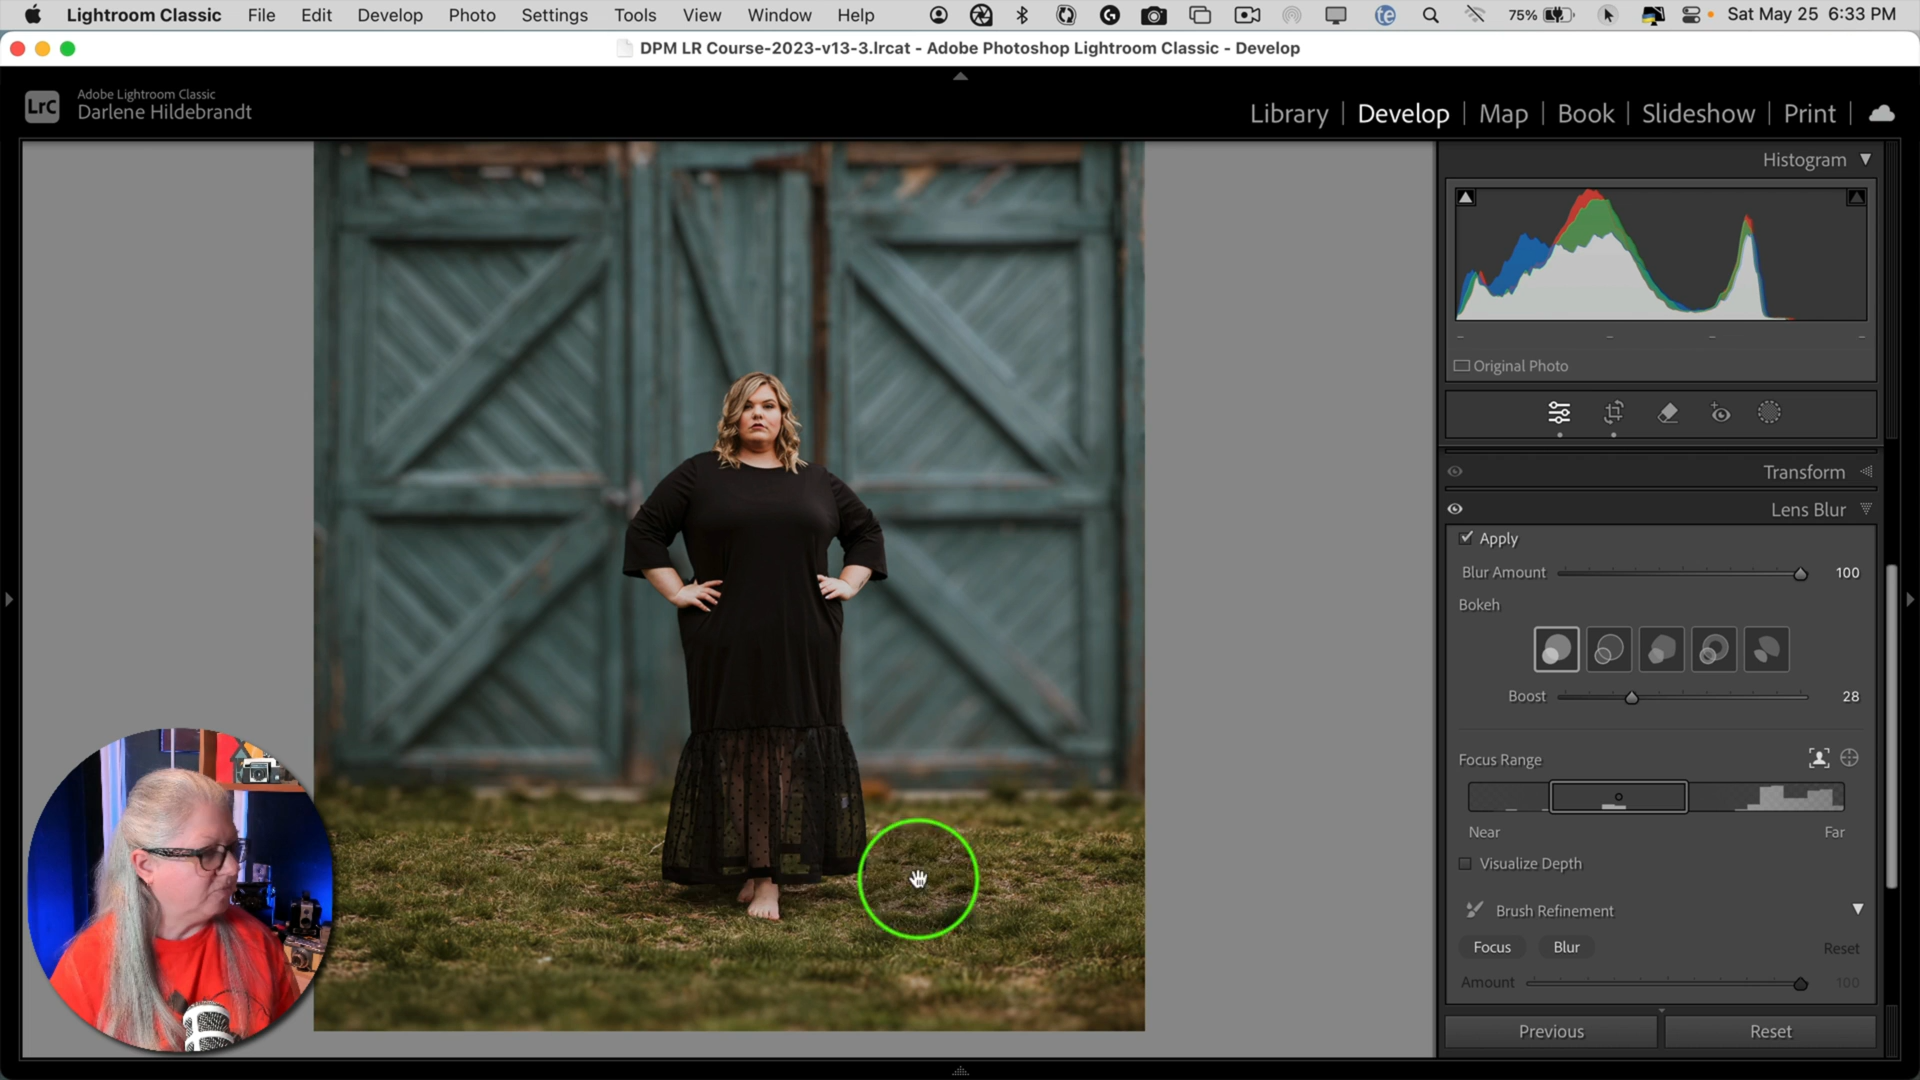 Lightroom Classic File Edit Develop Photo Settings Tools View Window Help te 75% Sat May 25 6:33 PM
DPM LR Course-2023-v13-3.lrcat - Adobe Photoshop Lightroom Classic - Develop
LrC
Adobe Lightroom Classic
Darlene Hildebrandt
Library | Develop | Map | Book | Slideshow | Print |
Histogram
Original Photo
Transform
Lens Blur
Apply
Blur Amount 100
Bokeh
Boost 28
Focus Range
Near Far
Visualize Depth
Brush Refinement
Focus Blur Reset
Amount 100
Previous Reset